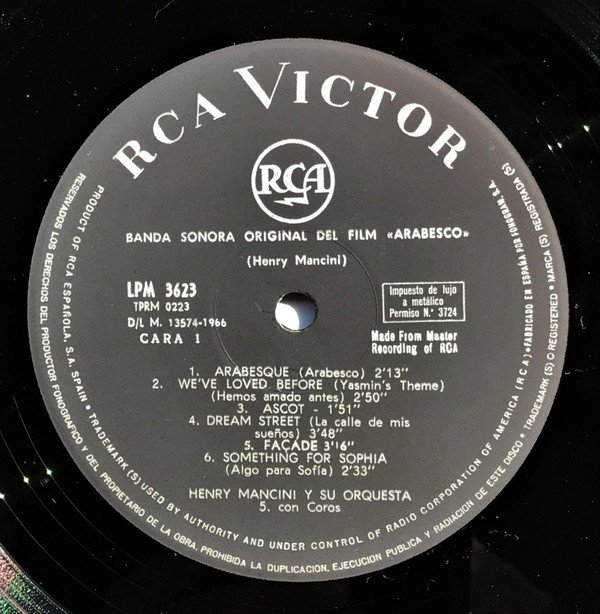 RCA VICTOR
RCA
BANDA SONORA ORIGINAL DEL FILM «ARABESCO»
(Henry Mancini)
LPM 3623
TPRM 0223
D/L M. 13574-1966
CARA 1
Impuesto de lujo
a metálico
Permiso N.° 3724
Made From Master
Recording of RCA
1. ARABESQUE (Arabesco) 2'13"
2. WE'VE LOVED BEFORE (Yasmin's Theme)
(Hemos amado antes) 2'50"
3. ASCOT - 1'51"
4. DREAM STREET (La calle de mis
sueños) 3'48"
5. FAÇADE 3'16"
6. SOMETHING FOR SOPHIA
(Algo para Sofía) 2'33"
HENRY MANCINI Y SU ORQUESTA
5. con Coros
PRODUCT OF RCA ESPAÑOLA, S.A. SPAIN • TRADEMARK (S) USED BY AUTHORITY AND UNDER CONTROL OF RADIO CORPORATION OF AMERICA (RCA) • FABRICADO EN ESPAÑA POR FONOGRAM, S.A.
RESERVADOS LOS DERECHOS DEL PRODUCTOR FONOGRAFICO Y DEL PROPIETARIO DE LA OBRA, PROHIBIDA LA DUPLICACION, EJECUCION PUBLICA Y RADIACION DE ESTE DISCO • TRADEMARK (S) REGISTERED • MARCA (S) REGISTRADA (S)